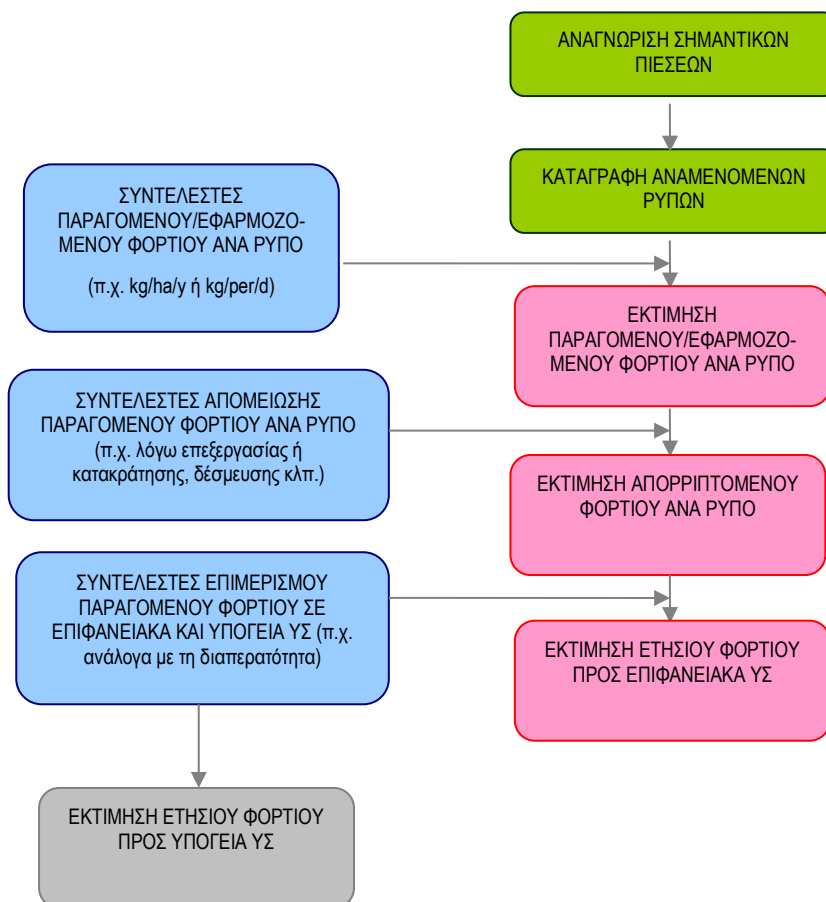 ΑΝΑΓΝΩΡΙΣΗ ΣΗΜΑΝΤΙΚΩΝ
ΠΙΕΣΕΩΝ
ΚΑΤΑΓΡΑΦΗ ΑΝΑΜΕΝΟΜΕΝΩΝ
ΡΥΠΩΝ
ΣΥΝΤΕΛΕΣΤΕΣ
ΠΑΡΑΓΟΜΕΝΟΥ/ΕΦΑΡΜΟΖΟ-
ΜΕΝΟΥ ΦΟΡΤΙΟΥ ΑΝΑ ΡΥΠΟ
(π.χ. kg/ha/y ή kg/per/d)
ΕΚΤΙΜΗΣΗ
ΠΑΡΑΓΟΜΕΝΟΥ/ΕΦΑΡΜΟΖΟ-
ΜΕΝΟΥ ΦΟΡΤΙΟΥ ΑΝΑ ΡΥΠΟ
ΣΥΝΤΕΛΕΣΤΕΣ ΑΠΟΜΕΙΩΣΗΣ
ΠΑΡΑΓΟΜΕΝΟΥ ΦΟΡΤΙΟΥ ΑΝΑ ΡΥΠΟ
(π.χ. λόγω επεξεργασίας ή
κατακράτησης, δέσμευσης κλπ.)
ΕΚΤΙΜΗΣΗ ΑΠΟΡΡΙΠΤΟΜΕΝΟΥ
ΦΟΡΤΙΟΥ ΑΝΑ ΡΥΠΟ
ΣΥΝΤΕΛΕΣΤΕΣ ΕΠΙΜΕΡΙΣΜΟΥ
ΠΑΡΑΓΟΜΕΝΟΥ ΦΟΡΤΙΟΥ ΣΕ
ΕΠΙΦΑΝΕΙΑΚΑ ΚΑΙ ΥΠΟΓΕΙΑ ΥΣ (π.χ.
ανάλογα με τη διαπερατότητα)
ΕΚΤΙΜΗΣΗ ΕΤΗΣΙΟΥ ΦΟΡΤΙΟΥ
ΠΡΟΣ ΕΠΙΦΑΝΕΙΑΚΑ ΥΣ
ΕΚΤΙΜΗΣΗ ΕΤΗΣΙΟΥ ΦΟΡΤΙΟΥ
ΠΡΟΣ ΥΠΟΓΕΙΑ ΥΣ